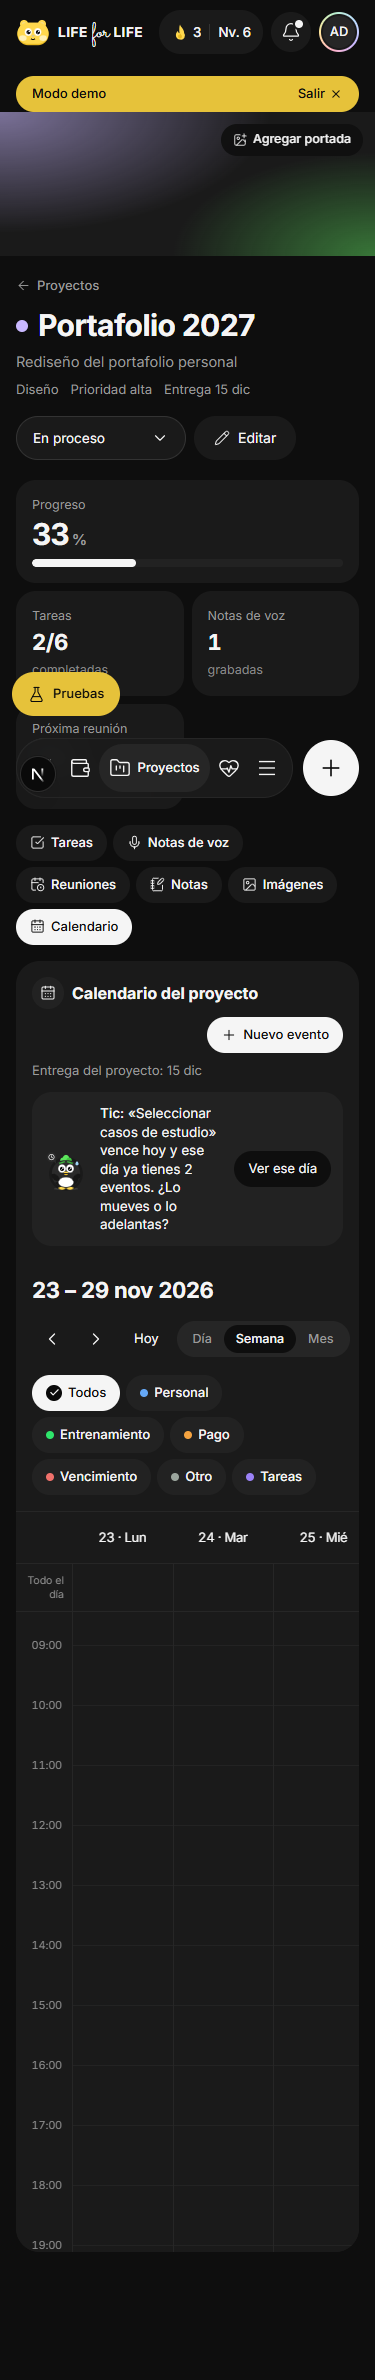 LIFE for LIFE
3
Nv. 6
AD
Modo demo
Salir ×
Agregar portada
← Proyectos
Portafolio 2027
Rediseño del portafolio personal
Diseño Prioridad alta Entrega 15 dic
En proceso
Editar
Progreso
33 %
Tareas
2/6
completadas
Notas de voz
1
grabadas
Pruebas
Próxima reunión
N
Proyectos
+
Tareas
Notas de voz
Reuniones
Notas
Imágenes
Calendario
Calendario del proyecto
+ Nuevo evento
Entrega del proyecto: 15 dic
Tic: «Seleccionar
casos de estudio»
vence hoy y ese
día ya tienes 2
eventos. ¿Lo
mueves o lo
adelantas?
Ver ese día
23 – 29 nov 2026
Hoy
Día
Semana
Mes
Todos
Personal
Entrenamiento
Pago
Vencimiento
Otro
Tareas
23 · Lun
24 · Mar
25 · Mié
Todo el
día
09:00
10:00
11:00
12:00
13:00
14:00
15:00
16:00
17:00
18:00
19:00